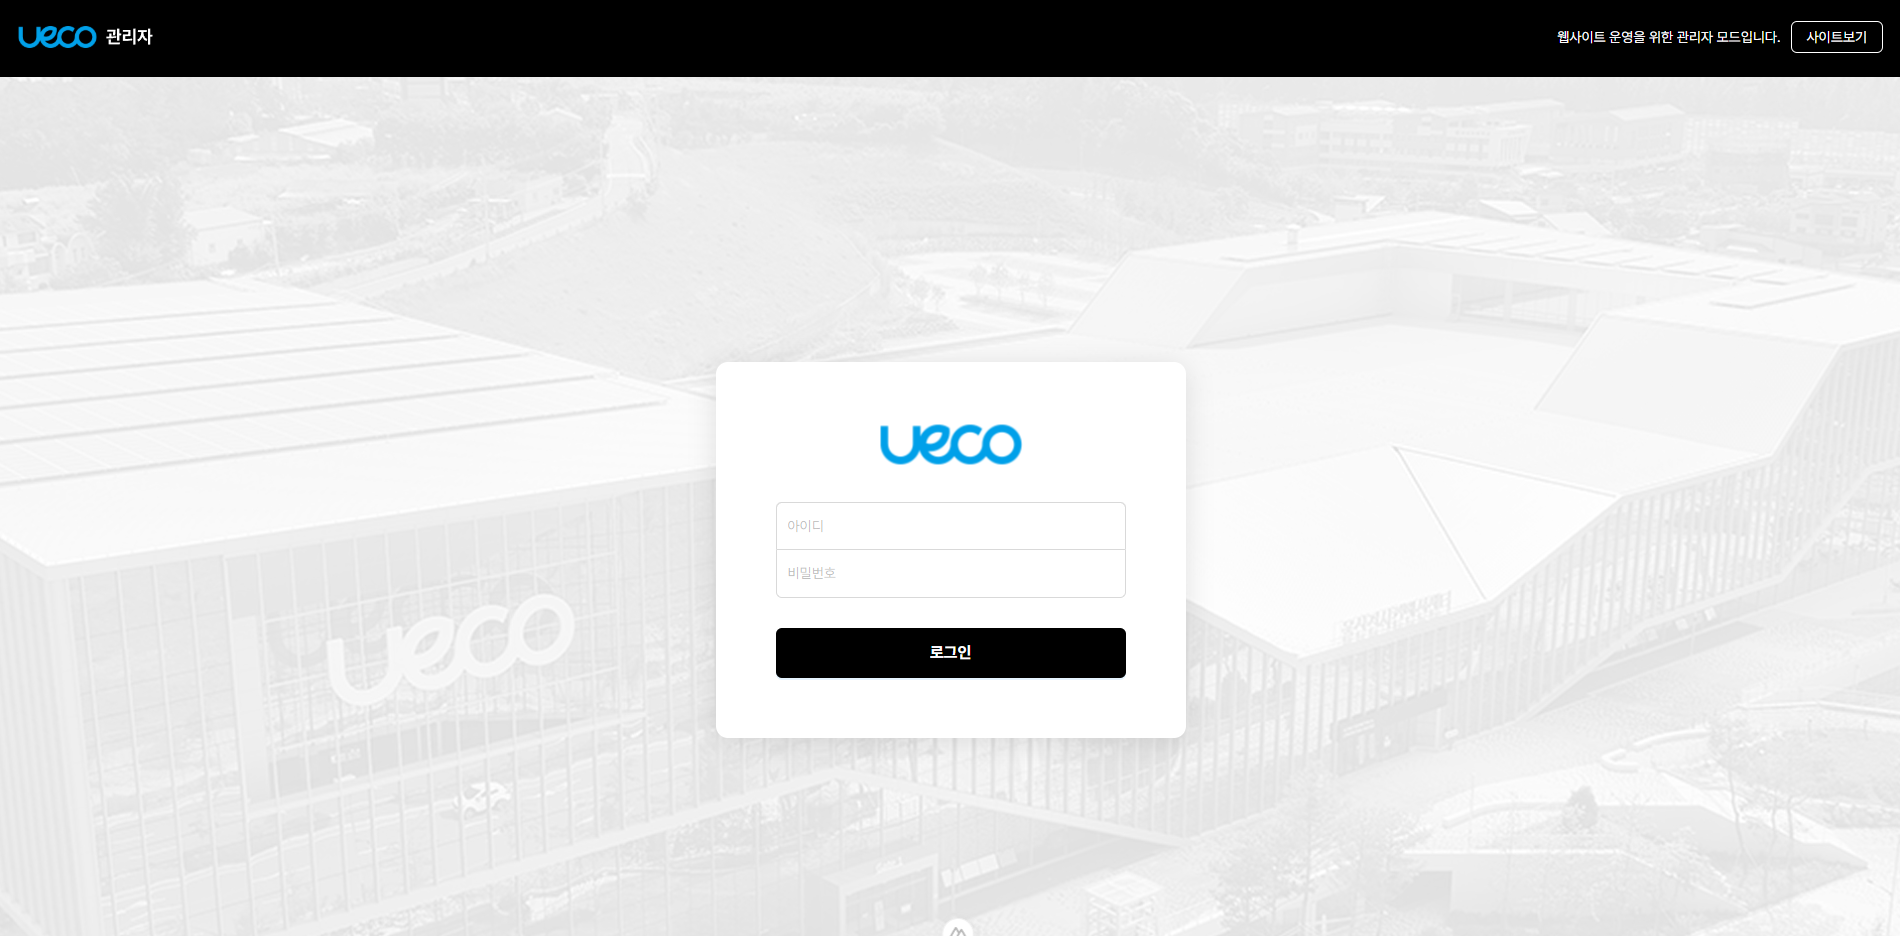 ueco 관리자
웹사이트 운영을 위한 관리자 모드입니다. 사이트보기
ueco
아이디
비밀번호
로그인
ueco